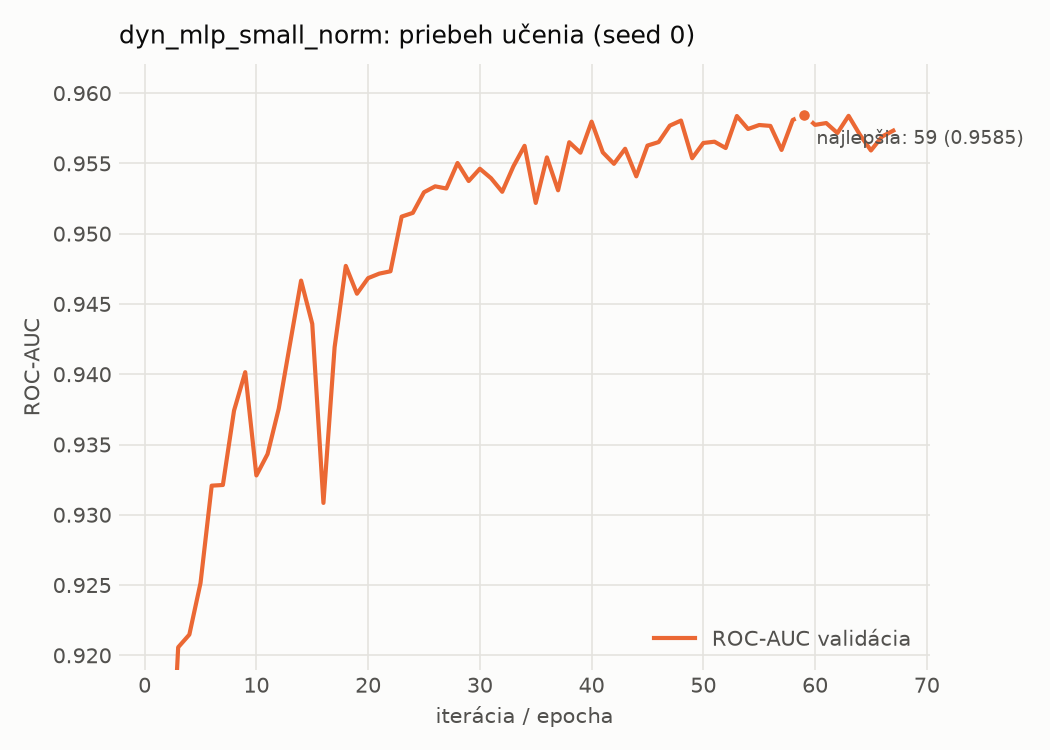 dyn_mlp_small_norm: priebeh učenia (seed 0)
0.960
0.955
0.950
0.945
0.940
0.935
0.930
0.925
0.920
ROC-AUC
najlepšia: 59 (0.9585)
ROC-AUC validácia
0 10 20 30 40 50 60 70
iterácia / epocha